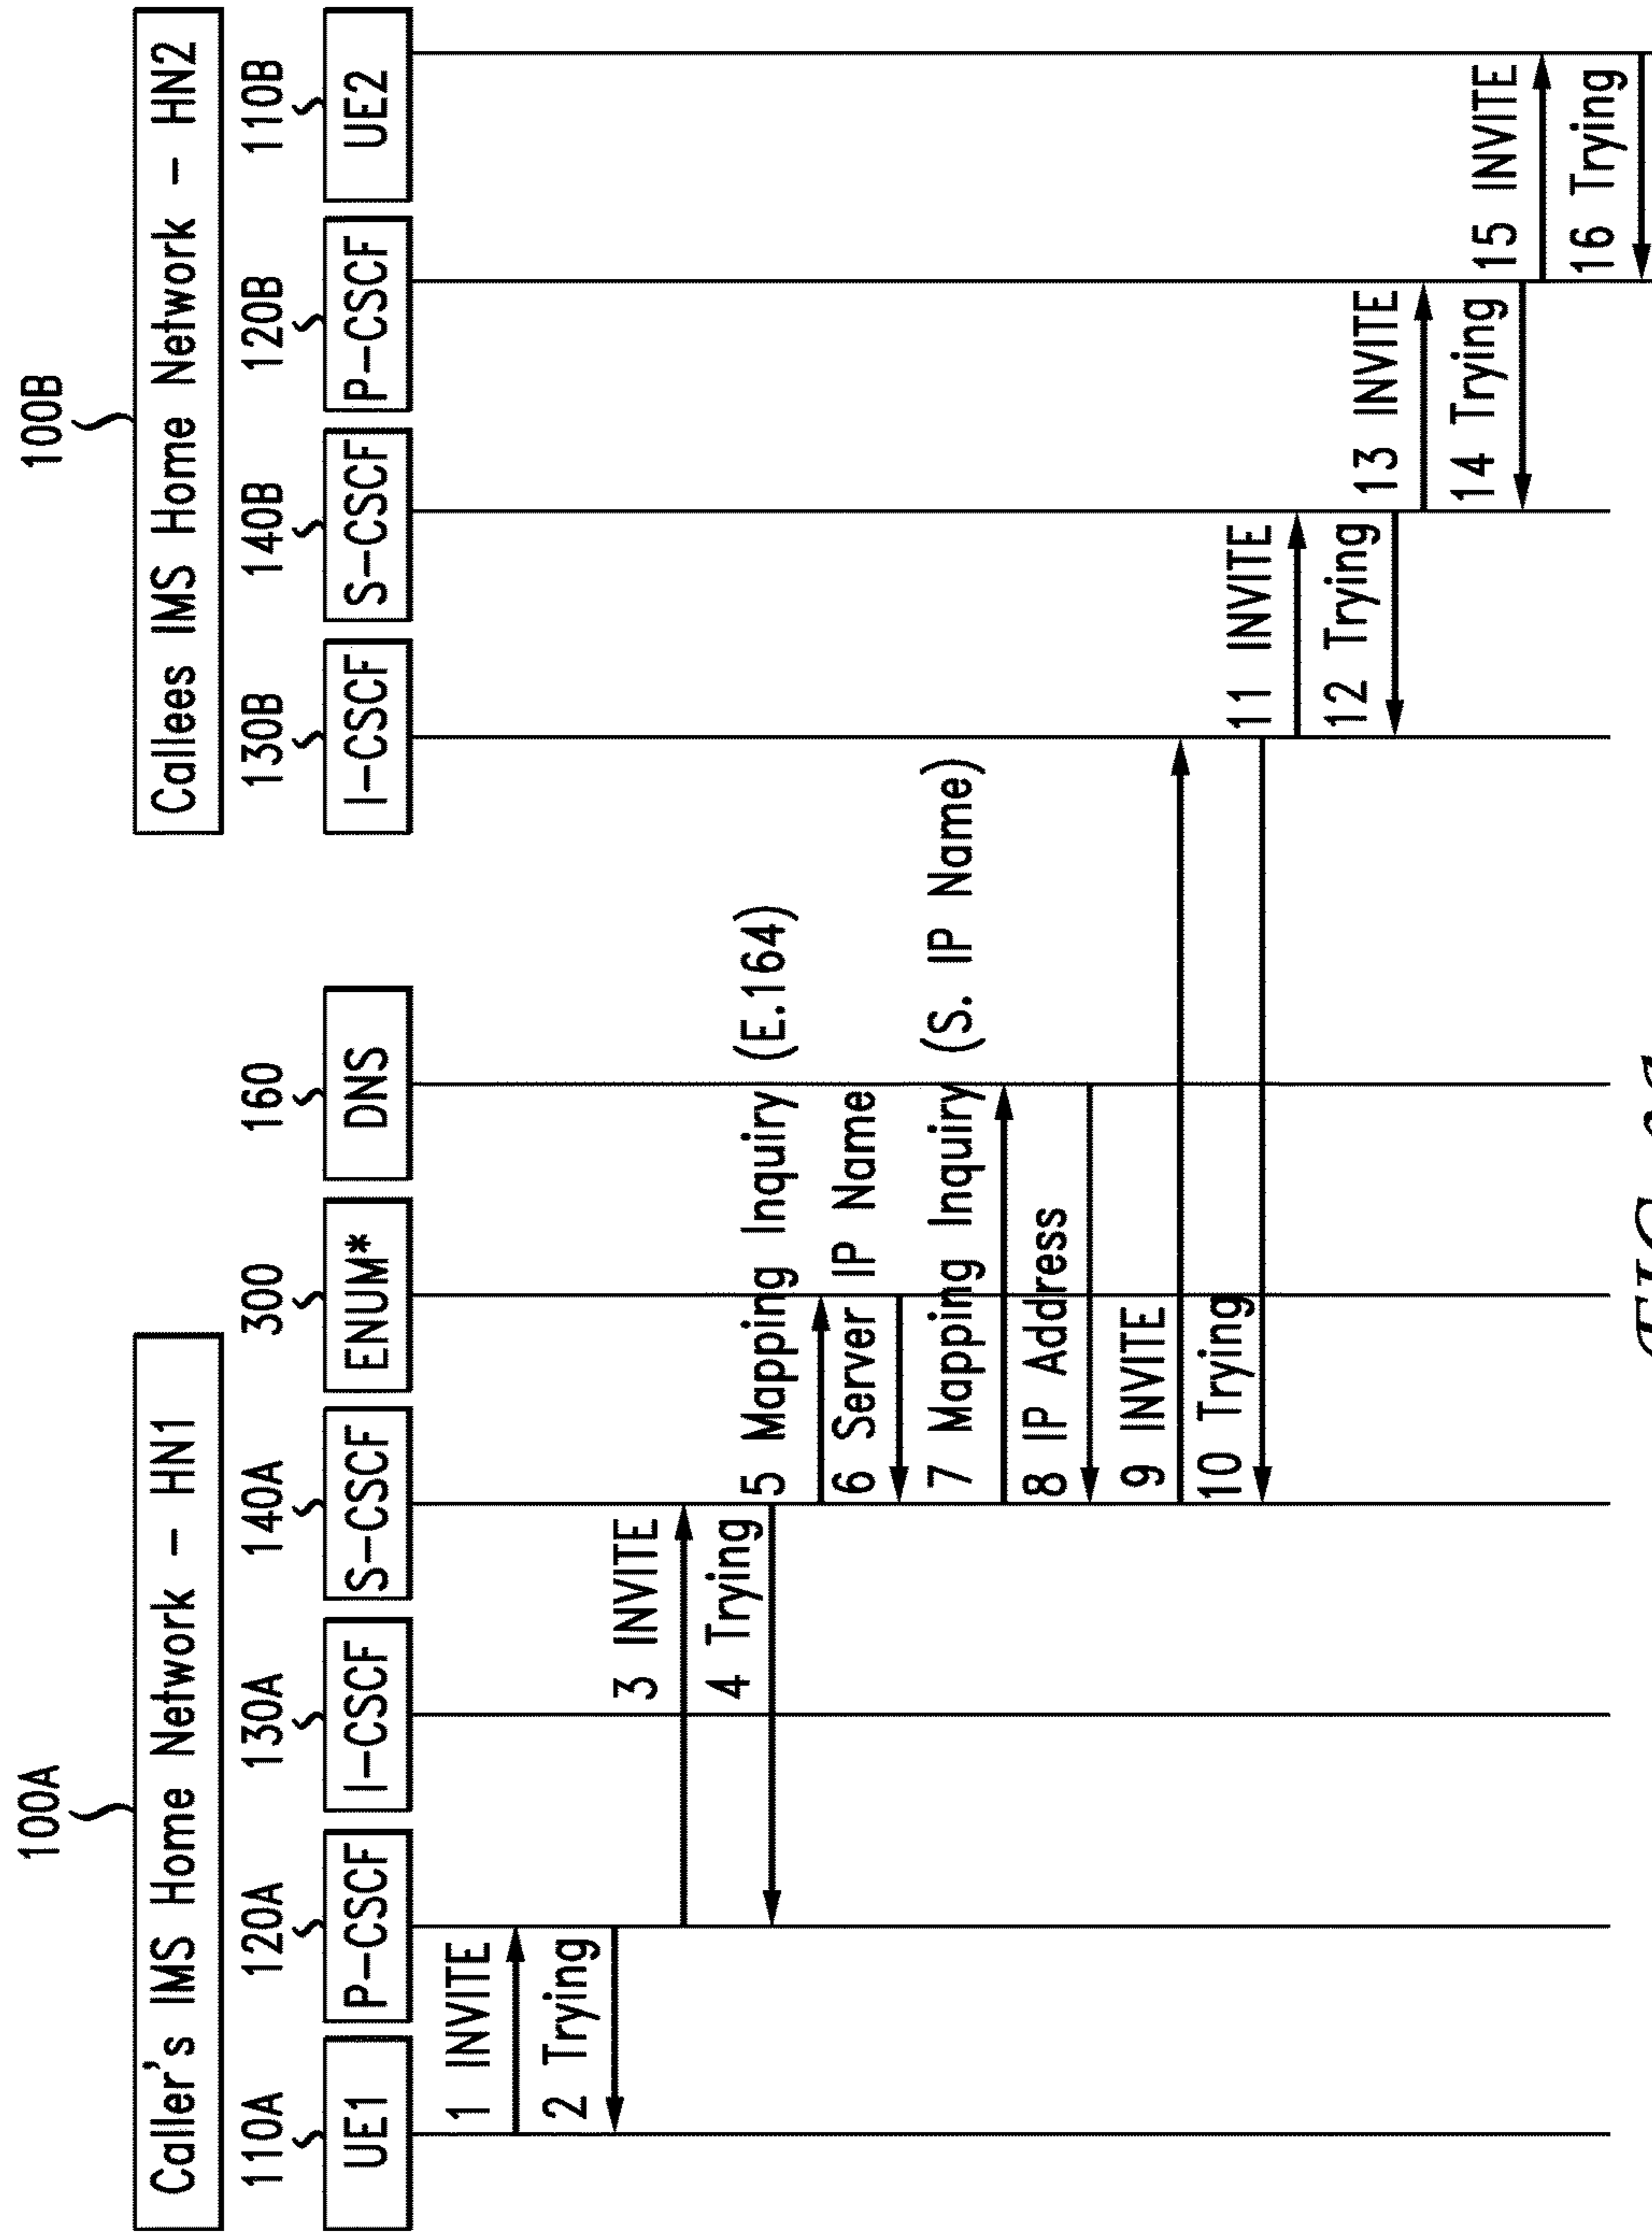 100A
100B
Caller's IMS Home Network – HN1
Callees IMS Home Network – HN2
110A
120A
130A
140A
300
160
130B
140B
120B
110B
UE1
P-CSCF
I-CSCF
S-CSCF
ENUM*
DNS
I-CSCF
S-CSCF
P-CSCF
UE2
1 INVITE
2 Trying
3 INVITE
4 Trying
5 Mapping Inquiry (E.164)
6 Server IP Name
7 Mapping Inquiry (S. IP Name)
8 IP Address
9 INVITE
10 Trying
11 INVITE
12 Trying
13 INVITE
14 Trying
15 INVITE
16 Trying